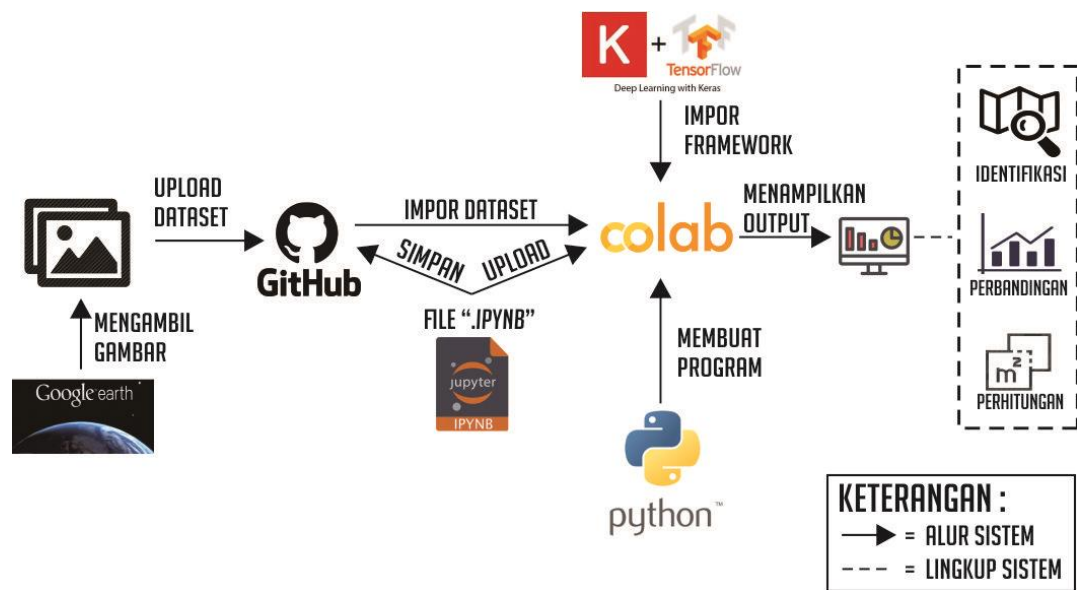 K + TF
TensorFlow
Deep Learning with Keras
IMPOR
FRAMEWORK
UPLOAD
DATASET
GitHub
IMPOR DATASET
SIMPAN
UPLOAD
FILE ".IPYNB"
jupyter
IPYNB
colab
MENAMPILKAN
OUTPUT
MENGAMBIL
GAMBAR
Google earth
MEMBUAT
PROGRAM
python™
IDENTIFIKASI
PERBANDINGAN
m²
PERHITUNGAN
KETERANGAN :
= ALUR SISTEM
= LINGKUP SISTEM